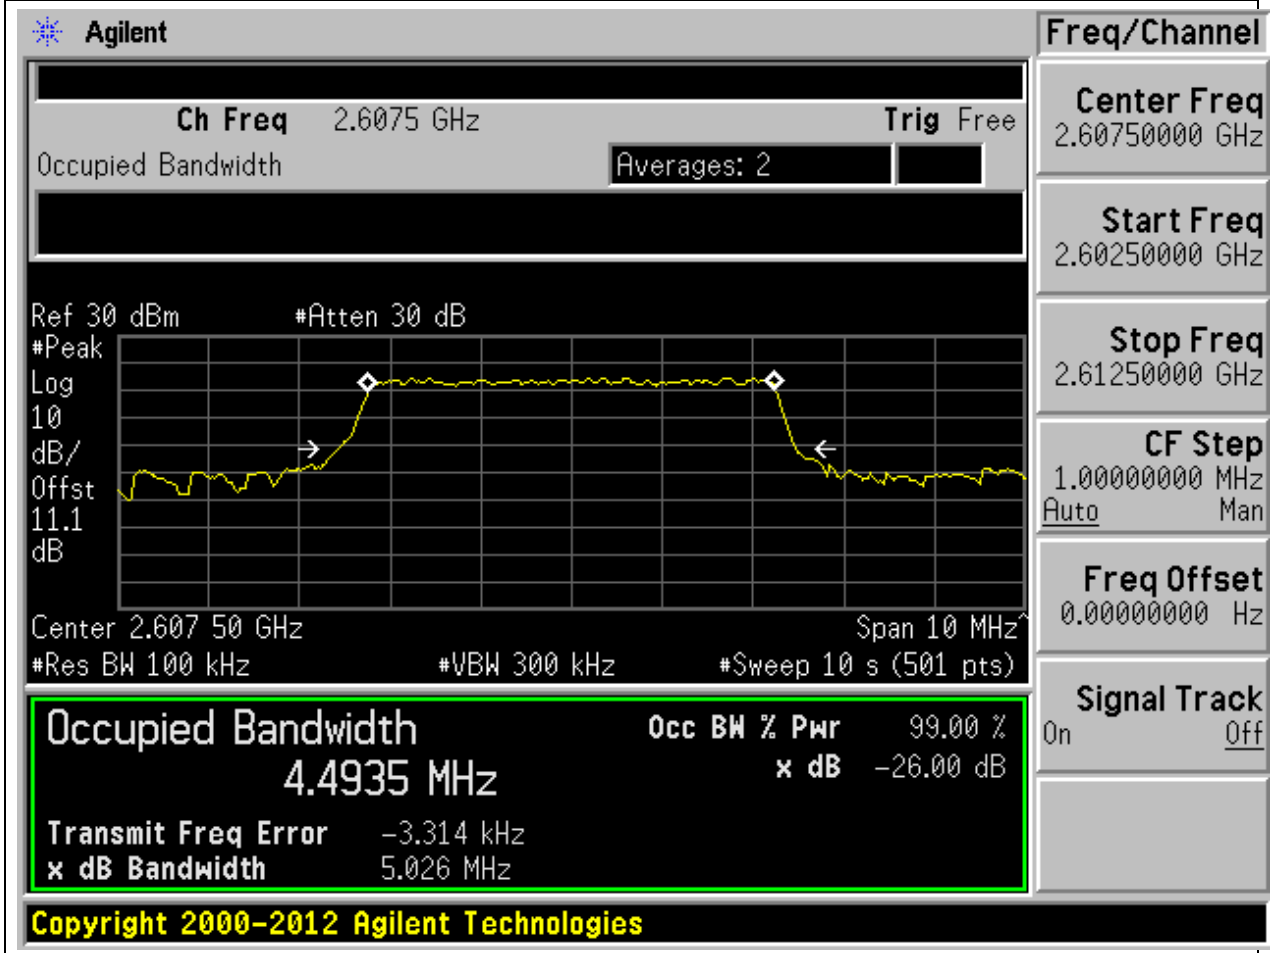 Agilent
Freq/Channel
Ch Freq 2.6075 GHz Trig Free
Occupied Bandwidth Averages: 2
Center Freq
2.60750000 GHz
Start Freq
2.60250000 GHz
Stop Freq
2.61250000 GHz
CF Step
1.00000000 MHz
Auto Man
Freq Offset
0.00000000 Hz
Signal Track
On Off
Ref 30 dBm #Atten 30 dB
#Peak
Log
10
dB/
Offst
11.1
dB
Center 2.607 50 GHz Span 10 MHz^
#Res BW 100 kHz #VBW 300 kHz #Sweep 10 s (501 pts)
Occupied Bandwidth Occ BW % Pwr 99.00 %
4.4935 MHz x dB -26.00 dB
Transmit Freq Error -3.314 kHz
x dB Bandwidth 5.026 MHz
Copyright 2000-2012 Agilent Technologies